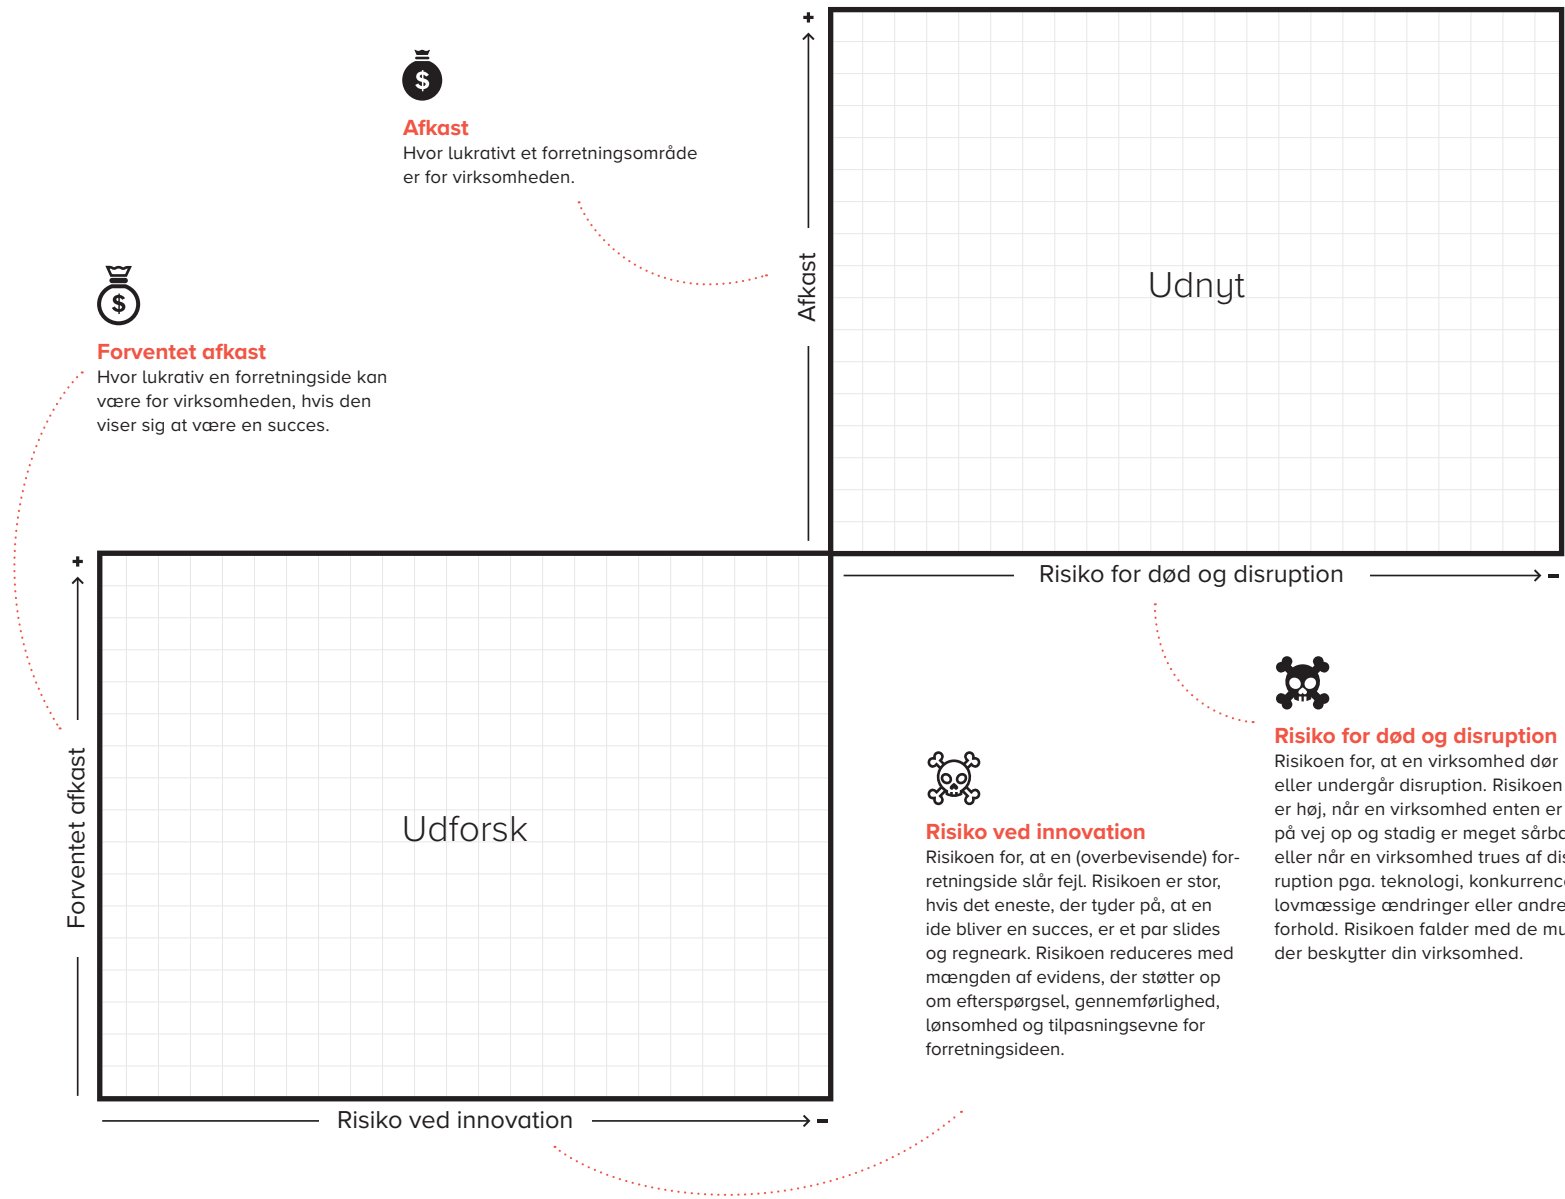 Afkast
Hvor lukrativt et forretningsområde
er for virksomheden.
Forventet afkast
Hvor lukrativ en forretningside kan
være for virksomheden, hvis den
viser sig at være en succes.
+
Afkast
Udnyt
Risiko for død og disruption -
+
Forventet afkast
Udforsk
Risiko ved innovation -
Risiko ved innovation
Risikoen for, at en (overbevisende) for-
retningside slår fejl. Risikoen er stor,
hvis det eneste, der tyder på, at en
ide bliver en succes, er et par slides
og regneark. Risikoen reduceres med
mængden af evidens, der støtter op
om efterspørgsel, gennemførlighed,
lønsomhed og tilpasningsevne for
forretningsideen.
Risiko for død og disruption
Risikoen for, at en virksomhed dør
eller undergår disruption. Risikoen
er høj, når en virksomhed enten er
på vej op og stadig er meget
eller når en virksomhed trues af
ruption pga. teknologi,
lovmæssige ændringer eller andre
forhold. Risikoen falder med de
der beskytter din virksomhed.